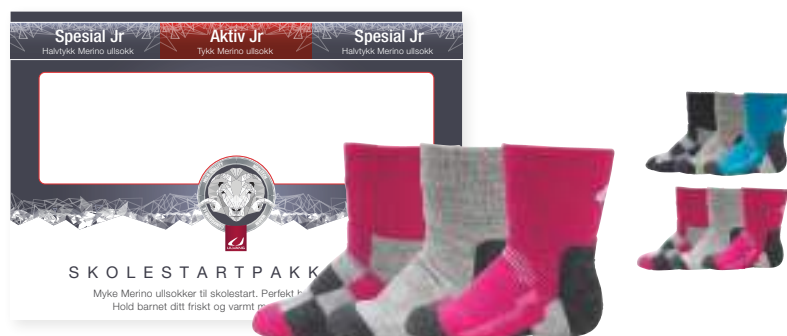 Spesial Jr
Halvtykk Merino ullsokk
Aktiv Jr
Tykk Merino ullsokk
Spesial Jr
Halvtykk Merino ullsokk
SKOLESTARTPAKK
Myke Merino ullsokker til skolestart. Perfekt
Hold barnet ditt friskt og varmt